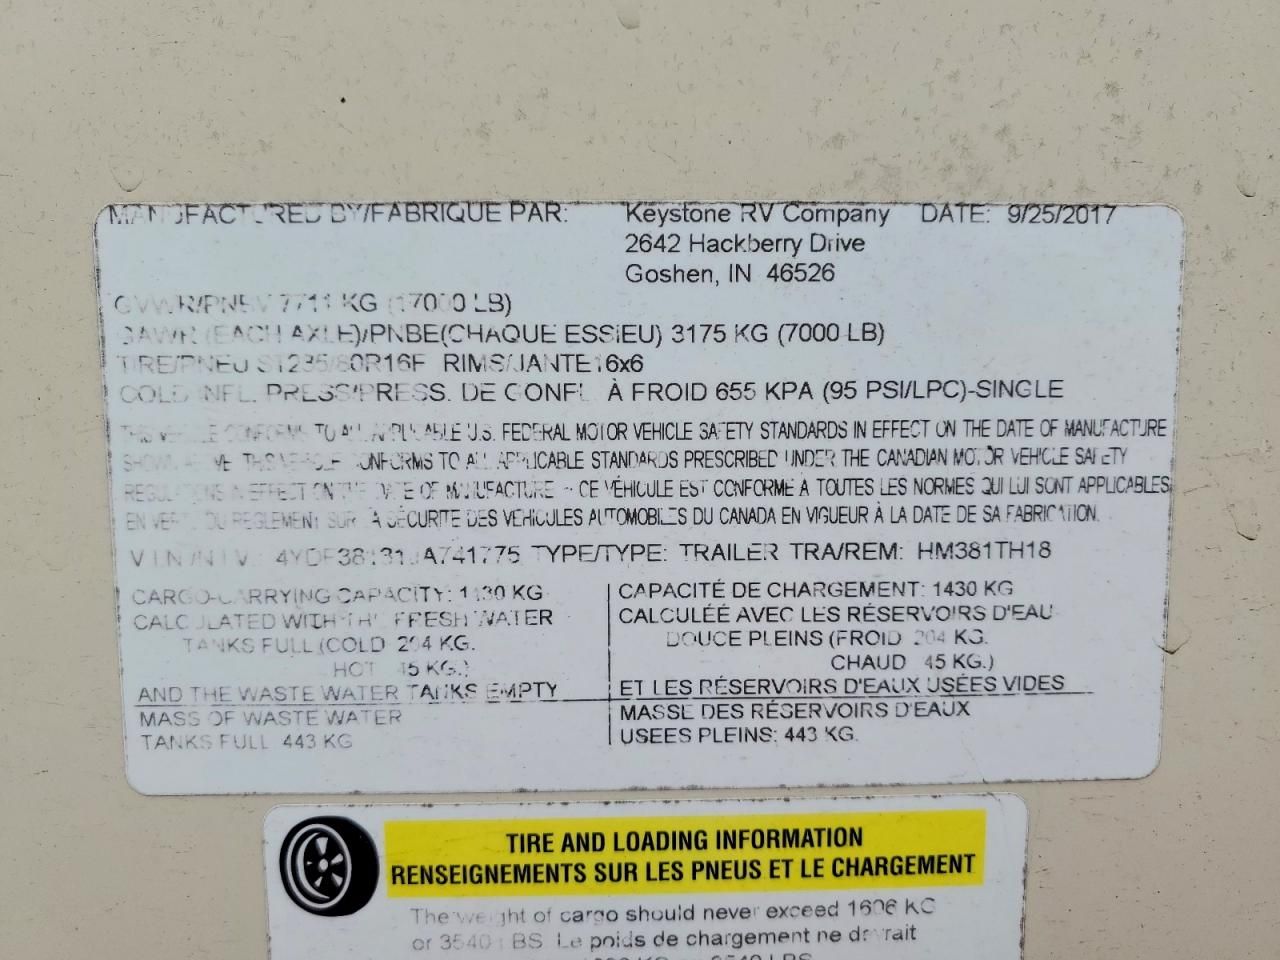 MANUFACTURED BY/FABRIQUE PAR: Keystone RV Company DATE: 9/25/2017
2642 Hackberry Drive
Goshen, IN 46526
GVWR/PNBV 7711 KG (17000 LB)
GAWR (EACH AXLE)/PNBE(CHAQUE ESSIEU) 3175 KG (7000 LB)
TIRE/PNEU ST235/80R16F RIMS/JANTE16x6
COLD INFL. PRESS/PRESS. DE GONFL. À FROID 655 KPA (95 PSI/LPC)-SINGLE
THIS VEHICLE CONFORMS TO ALL APPLICABLE U.S. FEDERAL MOTOR VEHICLE SAFETY STANDARDS IN EFFECT ON THE DATE OF MANUFACTURE
SHOWN ABOVE THIS VEHICLE CONFORMS TO ALL APPLICABLE STANDARDS PRESCRIBED UNDER THE CANADIAN MOTOR VEHICLE SAFETY
REGULATIONS IN EFFECT ON THE DATE OF MANUFACTURE - CE VÉHICULE EST CONFORME À TOUTES LES NORMES QUI LUI SONT APPLICABLES
EN VERTU DU REGLEMENT SUR LA SÉCURITE DES VEHICULES AUTOMOBILES DU CANADA EN VIGUEUR À LA DATE DE SA FABRICATION.
V.I.N./N.I.V.: 4YDF38131JA741775 TYPE/TYPE: TRAILER TRA/REM: HM381TH18
CARGO-CARRYING CAPACITY: 1430 KG
CALCULATED WITH THE FRESH WATER
TANKS FULL (COLD 204 KG.
HOT 45 KG.)
AND THE WASTE WATER TANKS EMPTY
MASS OF WASTE WATER
TANKS FULL 443 KG
CAPACITÉ DE CHARGEMENT: 1430 KG
CALCULÉE AVEC LES RÉSERVOIRS D'EAU
DOUCE PLEINS (FROID 204 KG.
CHAUD 45 KG.)
ET LES RÉSERVOIRS D'EAUX USÉES VIDES
MASSE DES RÉSERVOIRS D'EAUX
USEES PLEINS: 443 KG.
TIRE AND LOADING INFORMATION
RENSEIGNEMENTS SUR LES PNEUS ET LE CHARGEMENT
The weight of cargo should never exceed 1606 KG
or 3540 LBS. Le poids de chargement ne devrait